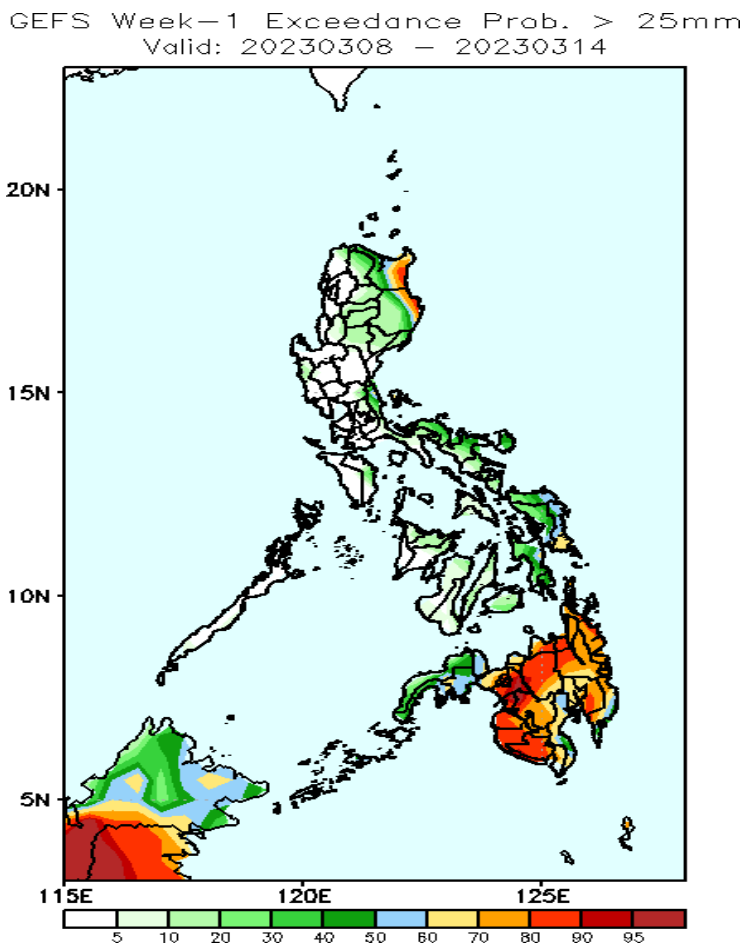 GEFS Week-1 Exceedance Prob. > 25mm
Valid: 20230308 - 20230314
20N
15N
10N
5N
115E 120E 125E
5 10 20 30 40 50 60 70 80 90 95